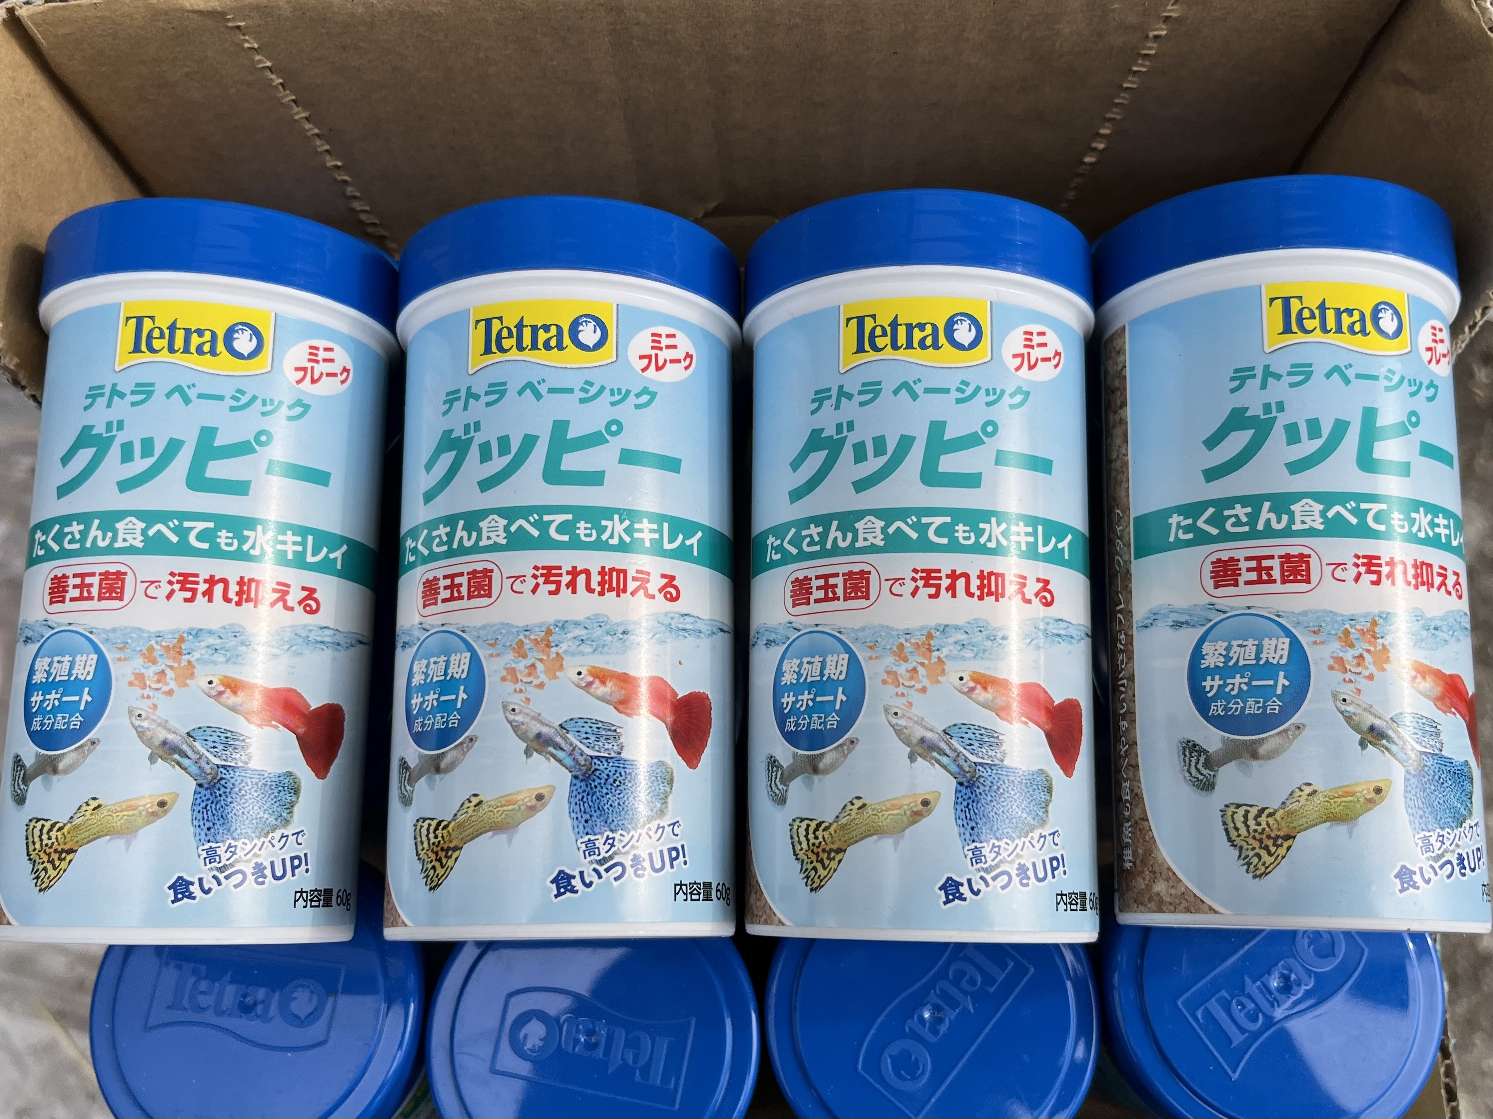 Tetra
ミニ
フレーク
テトラ ベーシック
グッピー
たくさん食べても水キレイ
善玉菌で汚れ抑える
繁殖期
サポート
成分配合
高タンパクで
食いつきUP!
内容量 60g
Tetra
ミニ
フレーク
テトラ ベーシック
グッピー
たくさん食べても水キレイ
善玉菌で汚れ抑える
繁殖期
サポート
成分配合
高タンパクで
食いつきUP!
内容量 60g
Tetra
ミニ
フレーク
テトラ ベーシック
グッピー
たくさん食べても水キレイ
善玉菌で汚れ抑える
繁殖期
サポート
成分配合
高タンパクで
食いつきUP!
内容量 60g
Tetra
ミニ
フレーク
テトラ ベーシック
グッピー
たくさん食べても水キレイ
善玉菌で汚れ抑える
繁殖期
サポート
成分配合
高タンパクで
食いつきUP!
Tetra
Tetra
Tetra
Tetra